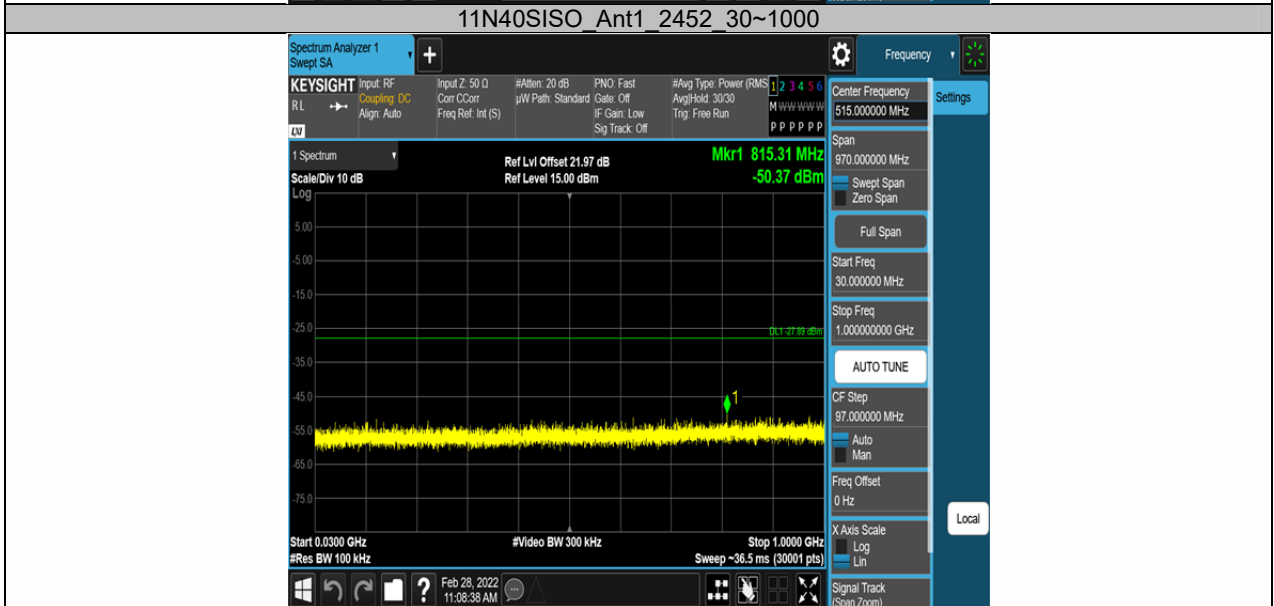 11N40SISO_Ant1_2452_30~1000
Spectrum Analyzer 1
Swept SA
Frequency
KEYSIGHT
RL
LXI
Input: RF
Coupling: DC
Align: Auto
Input Z: 50 Ω
Corr CCorr
Freq Ref: Int (S)
#Atten: 20 dB
µW Path: Standard
PNO: Fast
Gate: Off
IF Gain: Low
Sig Track: Off
#Avg Type: Power (RMS
Avg|Hold: 30/30
Trig: Free Run
1 2 3 4 5 6
M W W W W W
P P P P P P
1 Spectrum
Scale/Div 10 dB
Log
Ref Lvl Offset 21.97 dB
Ref Level 15.00 dBm
Mkr1 815.31 MHz
-50.37 dBm
5.00
-5.00
-15.0
-25.0
DL1 -27.89 dBm
-35.0
-45.0
1
-55.0
-65.0
-75.0
Start 0.0300 GHz
#Res BW 100 kHz
#Video BW 300 kHz
Stop 1.0000 GHz
Sweep ~36.5 ms (30001 pts)
?
Feb 28, 2022
11:08:38 AM
Center Frequency
515.000000 MHz
Span
970.000000 MHz
Swept Span
Zero Span
Full Span
Start Freq
30.000000 MHz
Stop Freq
1.000000000 GHz
AUTO TUNE
CF Step
97.000000 MHz
Auto
Man
Freq Offset
0 Hz
X Axis Scale
Log
Lin
Signal Track
(Span Zoom)
Settings
Local